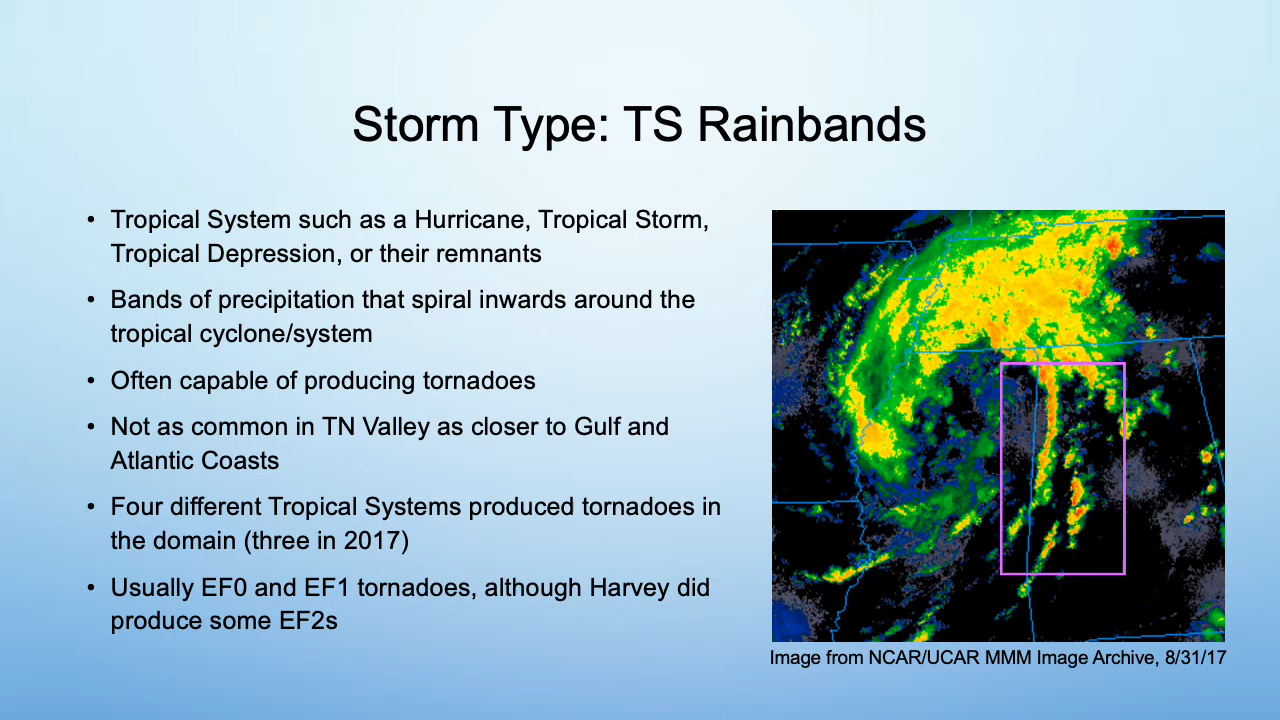 Storm Type: TS Rainbands
• Tropical System such as a Hurricane, Tropical Storm,
Tropical Depression, or their remnants
• Bands of precipitation that spiral inwards around the
tropical cyclone/system
• Often capable of producing tornadoes
• Not as common in TN Valley as closer to Gulf and
Atlantic Coasts
• Four different Tropical Systems produced tornadoes in
the domain (three in 2017)
• Usually EF0 and EF1 tornadoes, although Harvey did
produce some EF2s
Image from NCAR/UCAR MMM Image Archive, 8/31/17